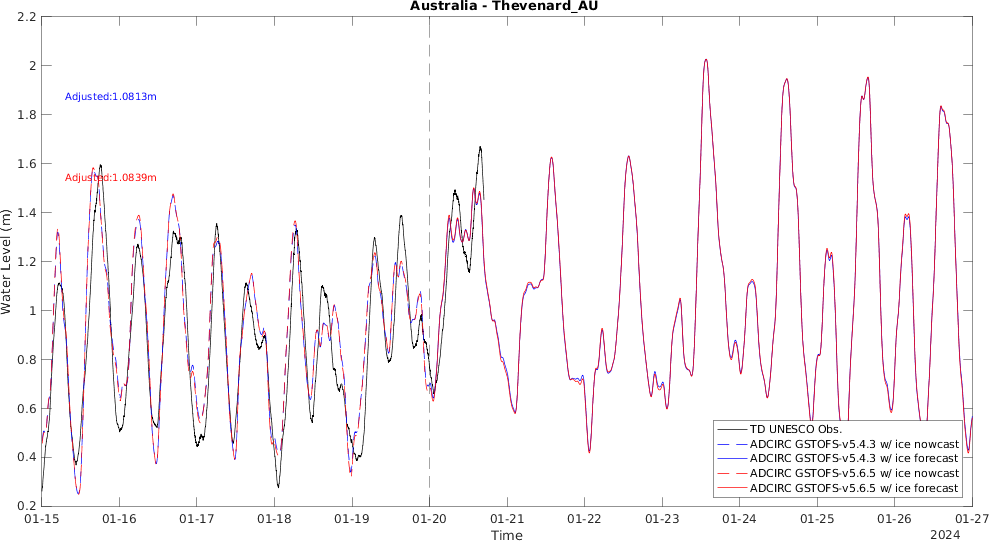 Australia - Thevenard_AU
Water Level (m)
2.2
2
1.8
1.6
1.4
1.2
1
0.8
0.6
0.4
0.2
Adjusted:1.0813m
Adjusted:1.0839m
TD UNESCO Obs.
ADCIRC GSTOFS-v5.4.3 w/ ice nowcast
ADCIRC GSTOFS-v5.4.3 w/ ice forecast
ADCIRC GSTOFS-v5.6.5 w/ ice nowcast
ADCIRC GSTOFS-v5.6.5 w/ ice forecast
01-15 01-16 01-17 01-18 01-19 01-20 01-21 01-22 01-23 01-24 01-25 01-26 01-27
Time
2024